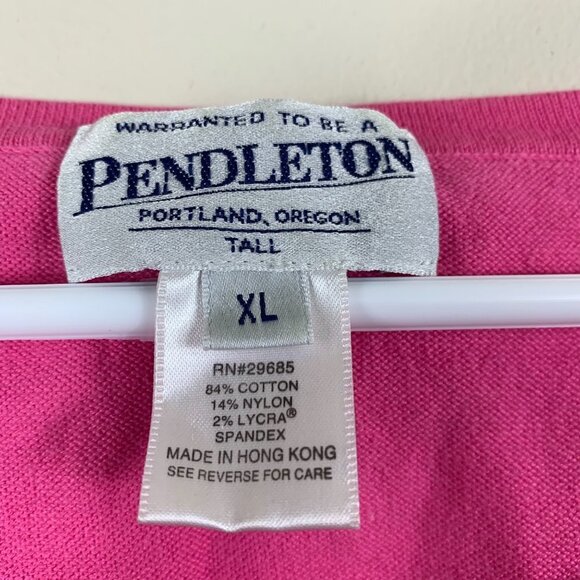 WARRANTED TO BE A
PENDLETON
PORTLAND, OREGON
TALL
XL
RN#29685
84% COTTON
14% NYLON
2% LYCRA®
SPANDEX
MADE IN HONG KONG
SEE REVERSE FOR CARE